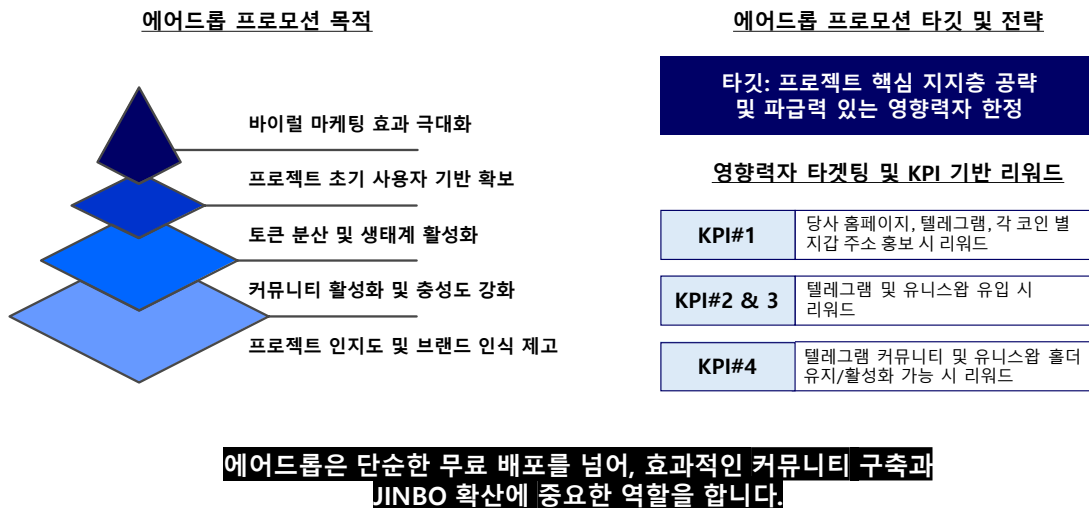 에어드롭 프로모션 목적
바이럴 마케팅 효과 극대화
프로젝트 초기 사용자 기반 확보
토큰 분산 및 생태계 활성화
커뮤니티 활성화 및 충성도 강화
프로젝트 인지도 및 브랜드 인식 제고
에어드롭 프로모션 타깃 및 전략
타깃: 프로젝트 핵심 지지층 공략
및 파급력 있는 영향력자 한정
영향력자 타겟팅 및 KPI 기반 리워드
KPI#1
당사 홈페이지, 텔레그램, 각 코인 별
지갑 주소 홍보 시 리워드
KPI#2 & 3
텔레그램 및 유니스왑 유입 시
리워드
KPI#4
텔레그램 커뮤니티 및 유니스왑 홀더
유지/활성화 가능 시 리워드
에어드롭은 단순한 무료 배포를 넘어, 효과적인 커뮤니티 구축과
JINBO 확산에 중요한 역할을 합니다.